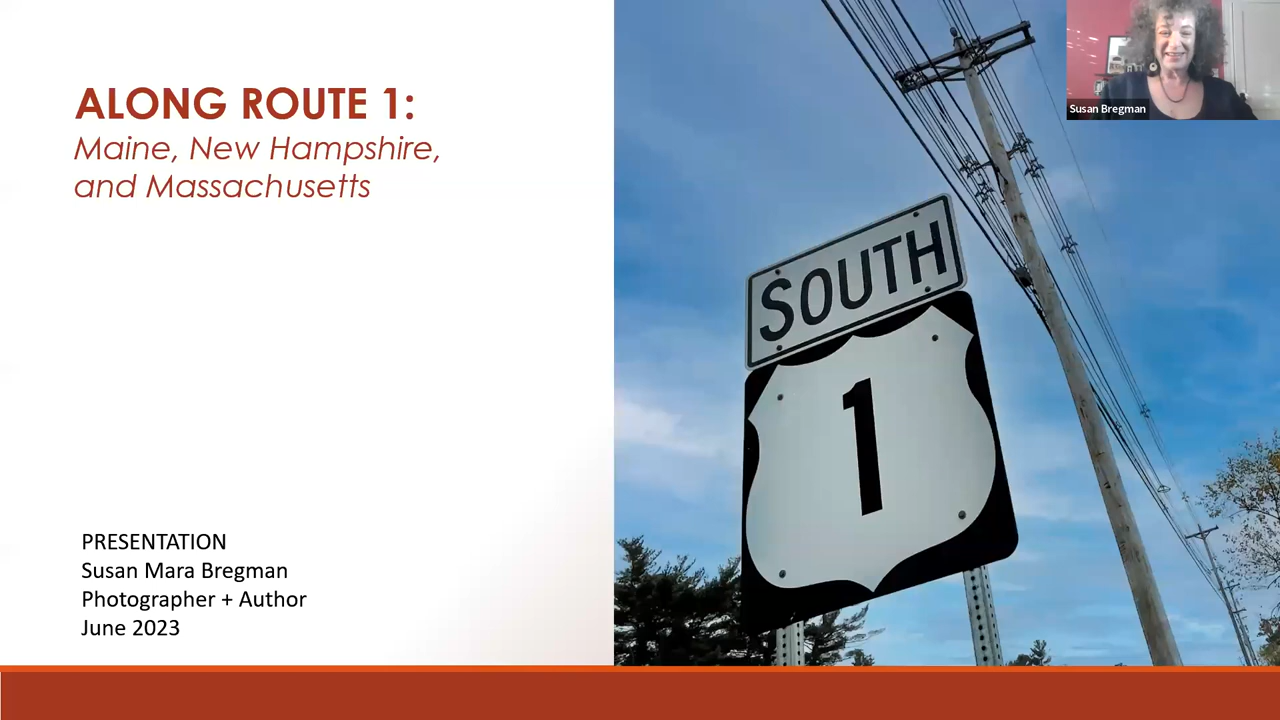 ALONG ROUTE 1:
Maine, New Hampshire,
and Massachusetts
PRESENTATION
Susan Mara Bregman
Photographer + Author
June 2023
SOUTH
1
Susan Bregman